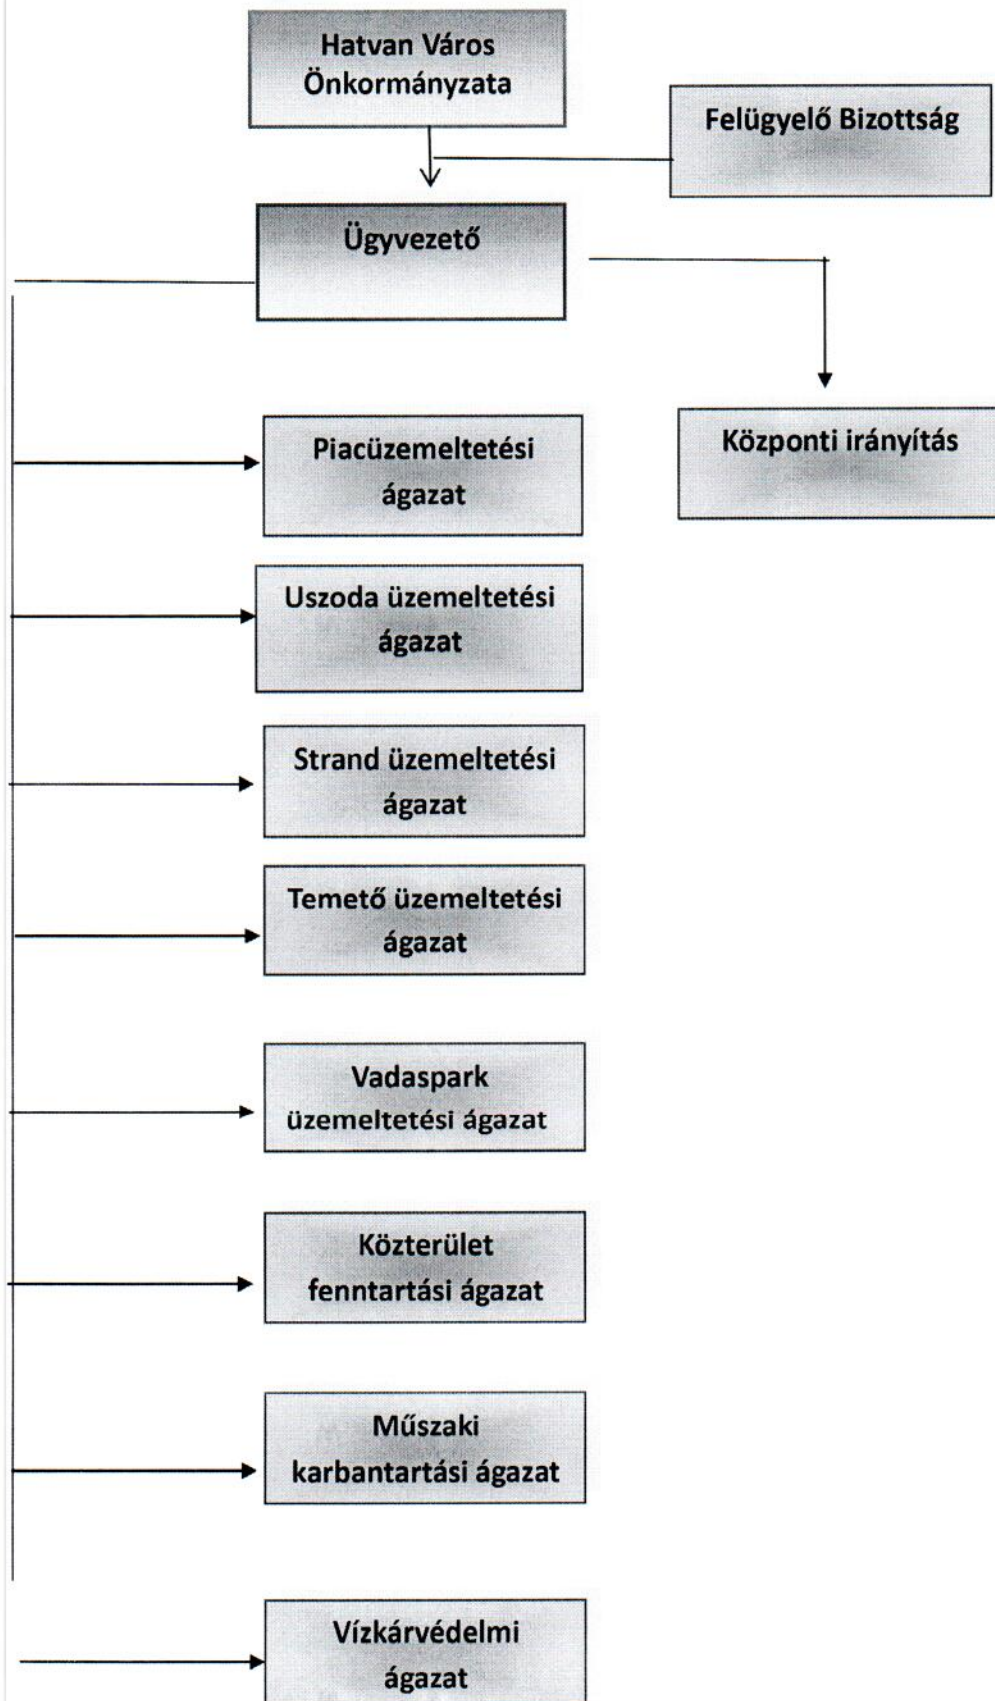 Hatvan Város
Önkormányzata
Felügyelő Bizottság
Ügyvezető
Központi irányítás
Piacüzemeltetési
ágazat
Uszoda üzemeltetési
ágazat
Strand üzemeltetési
ágazat
Temető üzemeltetési
ágazat
Vadaspark
üzemeltetési ágazat
Közterület
fenntartási ágazat
Műszaki
karbantartási ágazat
Vízkárvédelmi
ágazat